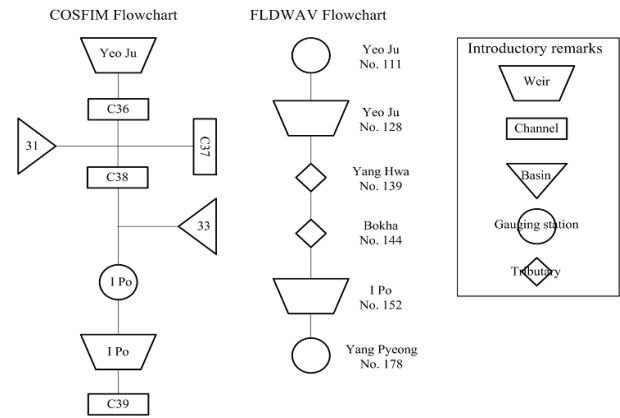 COSFIM Flowchart
Yeo Ju
C36
31
C37
C38
33
I Po
I Po
C39
FLDWAV Flowchart
Yeo Ju
No. 111
Yeo Ju
No. 128
Yang Hwa
No. 139
Bokha
No. 144
I Po
No. 152
Yang Pyeong
No. 178
Introductory remarks
Weir
Channel
Basin
Gauging station
Tributary